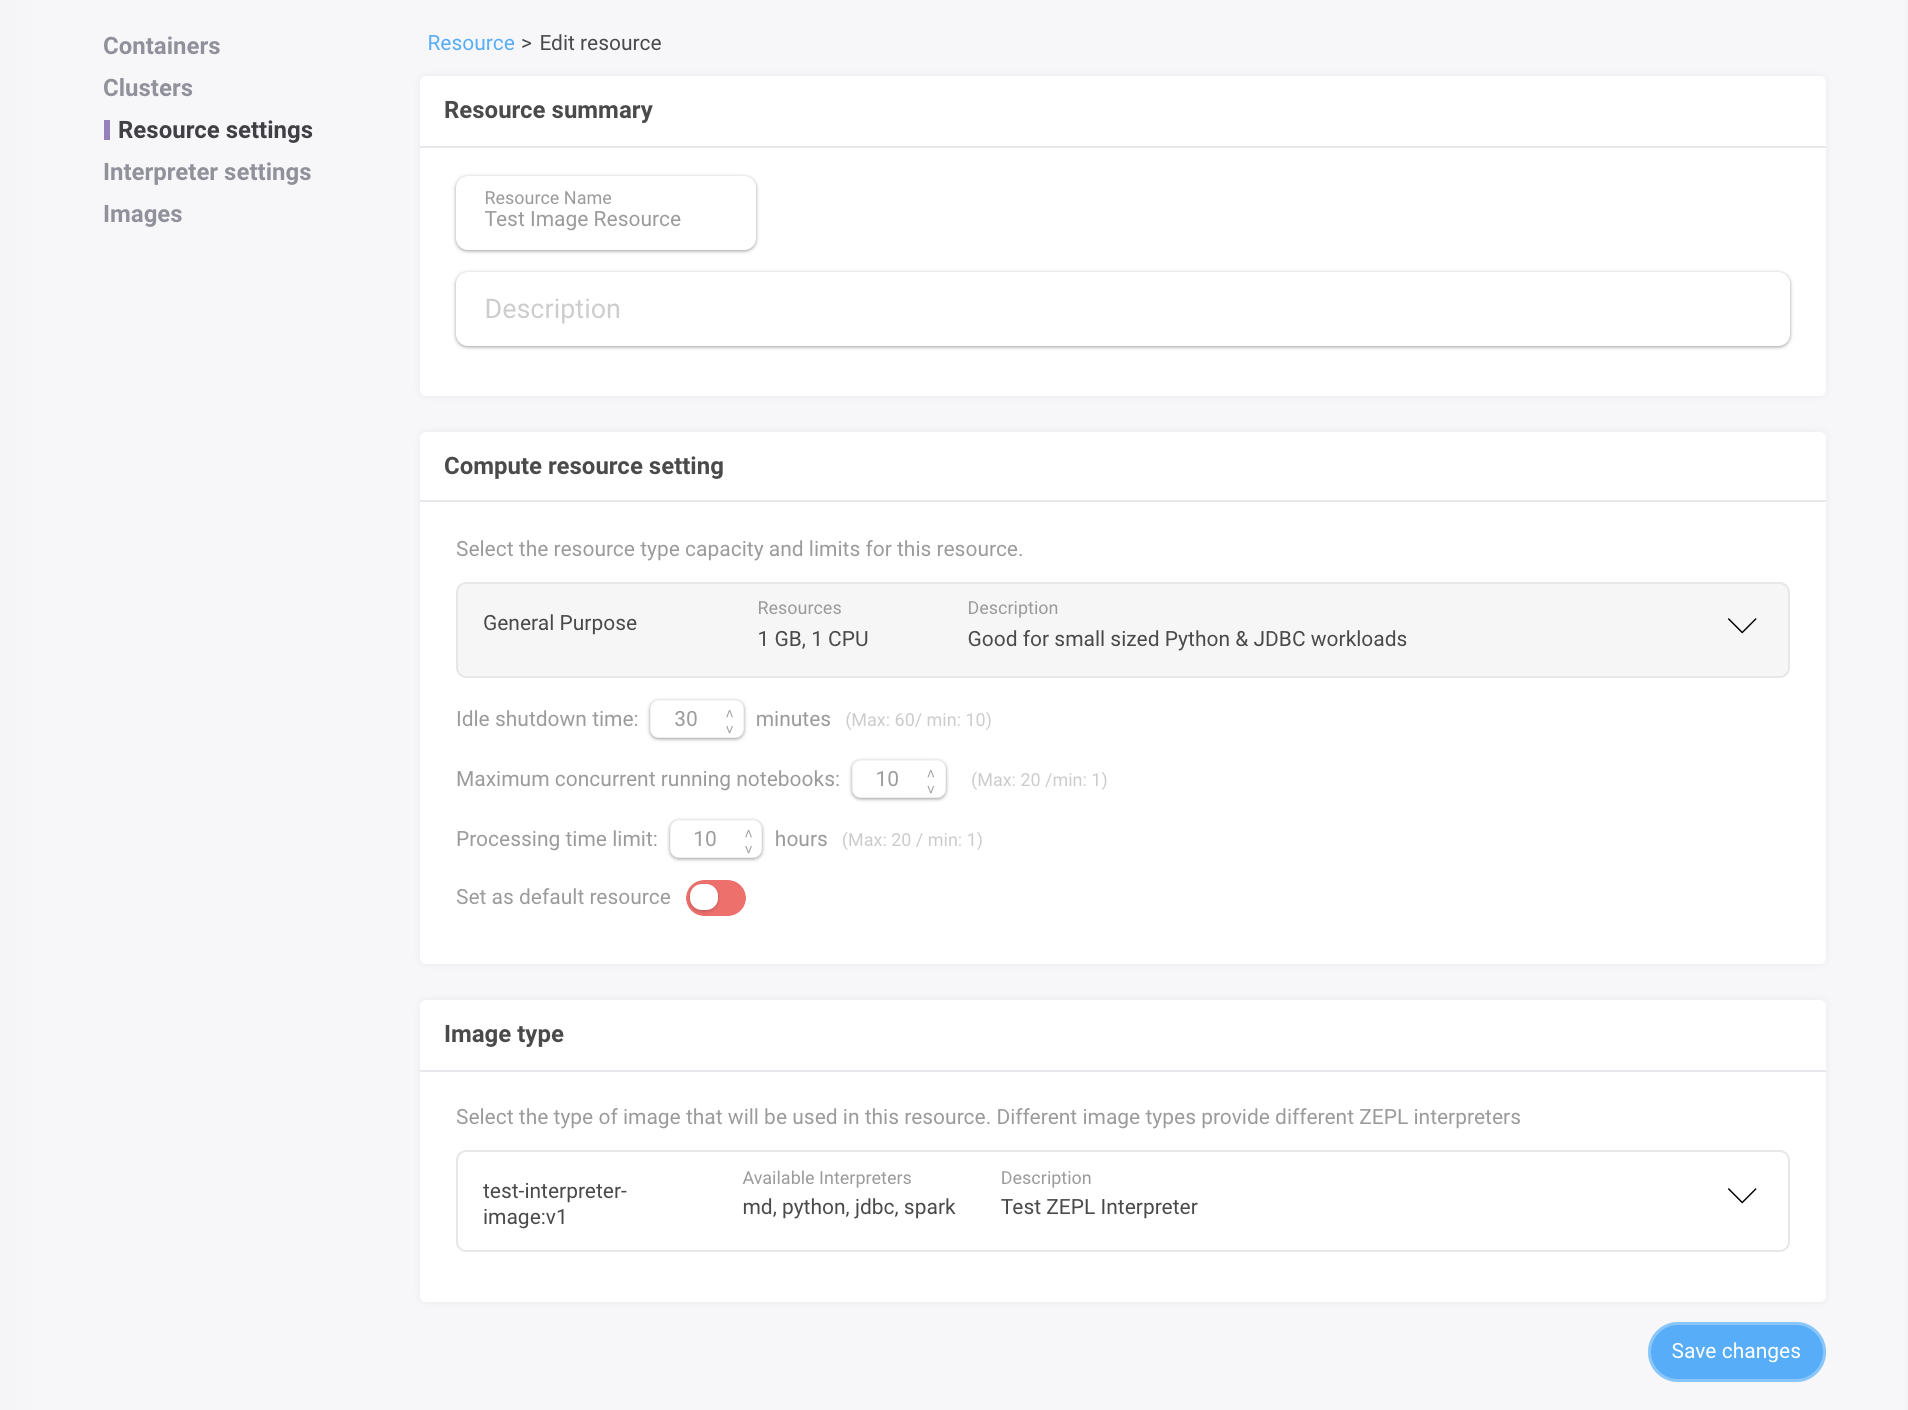 Containers
Clusters
Resource settings
Interpreter settings
Images
Resource > Edit resource
Resource summary
Resource Name
Test Image Resource
Description
Compute resource setting
Select the resource type capacity and limits for this resource.
General Purpose
Resources
1 GB, 1 CPU
Description
Good for small sized Python & JDBC workloads
Idle shutdown time: 30 minutes (Max: 60/ min: 10)
Maximum concurrent running notebooks: 10 (Max: 20 /min: 1)
Processing time limit: 10 hours (Max: 20 / min: 1)
Set as default resource
Image type
Select the type of image that will be used in this resource. Different image types provide different ZEPL interpreters
test-interpreter-
image:v1
Available Interpreters
md, python, jdbc, spark
Description
Test ZEPL Interpreter
Save changes